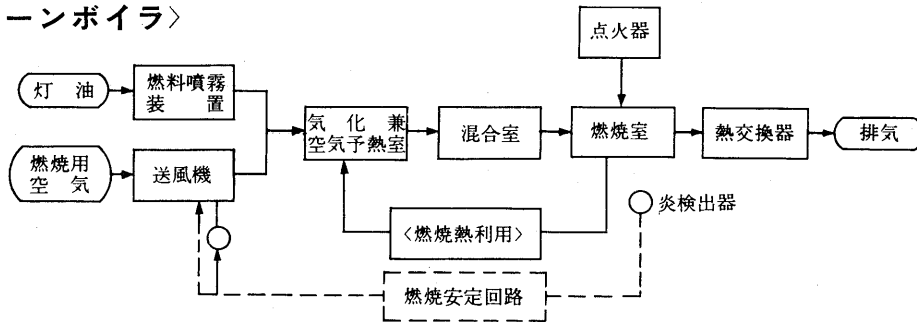 ーンボイラ〉
点火器
灯油
燃料噴霧
装置
気化兼
空気予熱室
混合室
燃焼室
熱交換器
排気
燃焼用
空気
送風機
炎検出器
〈燃焼熱利用〉
燃焼安定回路